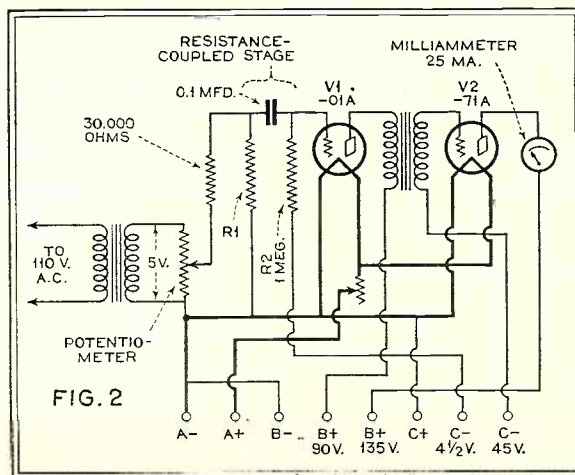 RESISTANCE-
COUPLED STAGE
MILLIAMMETER
25 MA.
0.1 MFD.
V1
-01A
V2
-71A
30,000
OHMS
R1
R2
1 MEG.
TO
110 V.
A.C.
5V.
POTENTIO-
METER
FIG. 2
A- A+ B- B+ B+ C+ C- C-
90V. 135V. 4½V. 45V.